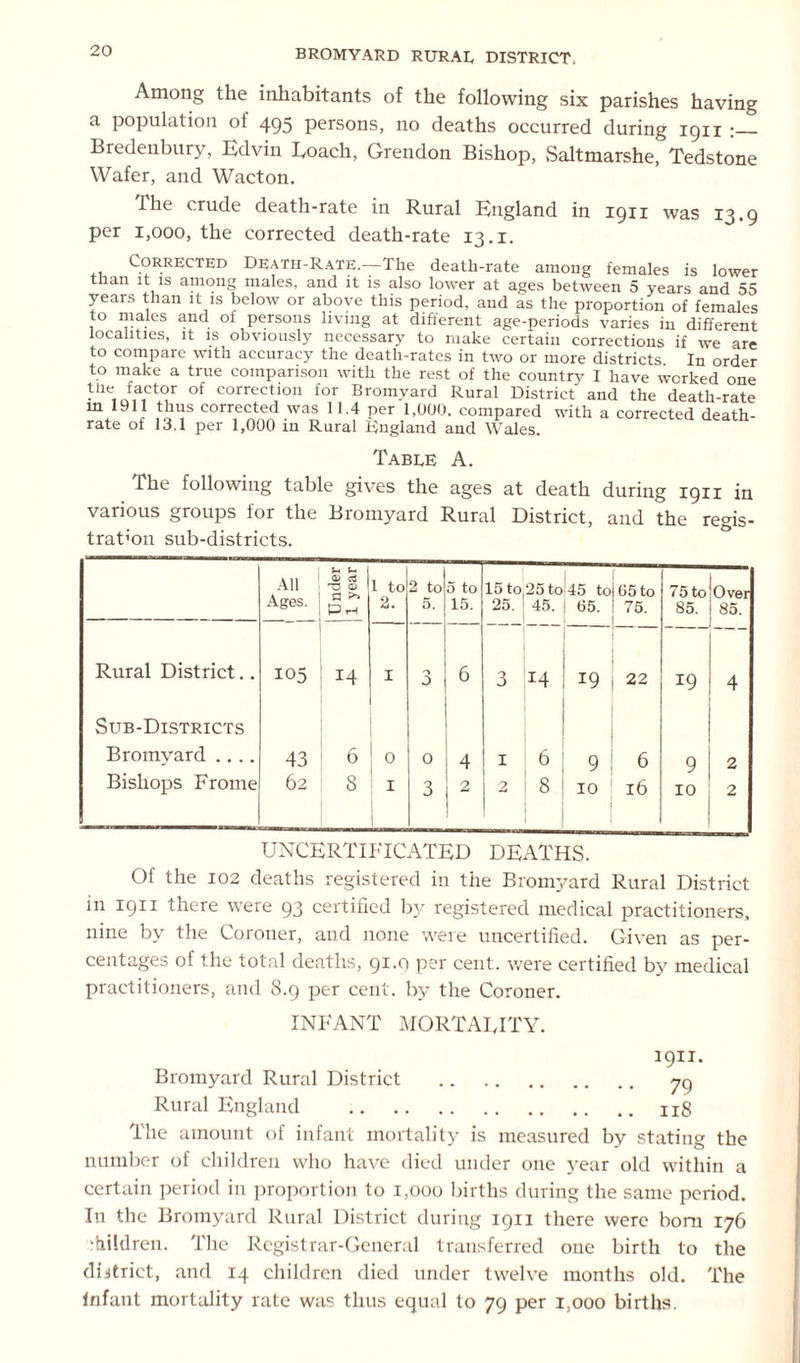 20
BROMYARD RURAL DISTRICT.
Among the inhabitants of the following six parishes having
a population of 495 persons, no deaths occurred during 1911 :—
Bredenbury, Edvin Loach, Grendon Bishop, Saltmarshe, Tedstone
Wafer, and Wacton.
The crude death-rate in Rural England in 1911 was 13.9
per 1,000, the corrected death-rate 13.1.
CORRECTED DEATH-RATE.—The death-rate among females is lower
than it is among males, and it is also lower at ages between 5 years and 55
years than it is below or above this period, and as the proportion of females
to males and of persons living at different age-periods varies in different
localities, it is obviously necessary to make certain corrections if we are
to compare with accuracy the death-rates in two or more districts. In order
to make a true comparison with the rest of the country I have worked one
the factor of correction for Bromyard Rural District and the death-rate
in 1911 thus corrected was 11.4 per 1,000, compared with a corrected death-
rate of 13.1 per 1,000 in Rural England and Wales.
TABLE A.
The following table gives the ages at death during 1911 in
various groups for the Bromyard Rural District, and the regis-
tration sub-districts.
All Ages. Under 1 year 1 to 2. 2 to 5. 5 to 15. 15 to 25. 25 to 45. 45 to 65. 65 to 75. 75 to 85. Over 85.
Rural District.. 105 14 1 3 6 3 14 19 22 19 4
SUB-DISTRICTS
Bromyard .... 43 6 0 0 4 1 6 9 6 9 2
Bishops Frome 62 8 1 3 2 2 8 10 16 10 2
UNCERTIFICATED DEATHS.
Of the 102 deaths registered in the Bromyard Rural District
in 1911 there were 93 certified by registered medical practitioners,
nine by the Coroner, and none were uncertified. Given as per-
centages of the total deaths, 91.9 per cent. were certified by medical
practitioners, and 8.9 per cent. by the Coroner.
INFANT MORTALITY.
1911.
Bromyard Rural District .. .. .. .. .. 79
Rural England .. .. .. .. .. .. .. 118
The amount of infant mortality is measured by stating the
number of children who have died under one year old within a
certain period in proportion to 1,000 births during the same period.
In the Bromyard Rural District during 1911 there were born 176
children. The Registrar-General transferred one birth to the
district, and 14 children died under twelve months old. The
infant mortality rate was thus equal to 79 per 1,000 births.